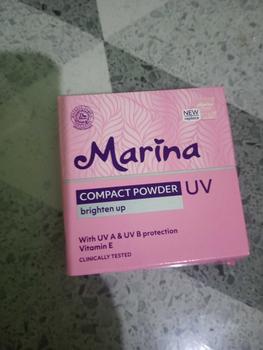 NEW
Marina
COMPACT POWDER UV
brighten up
With UV A & UV B protection
Vitamin E
CLINICALLY TESTED